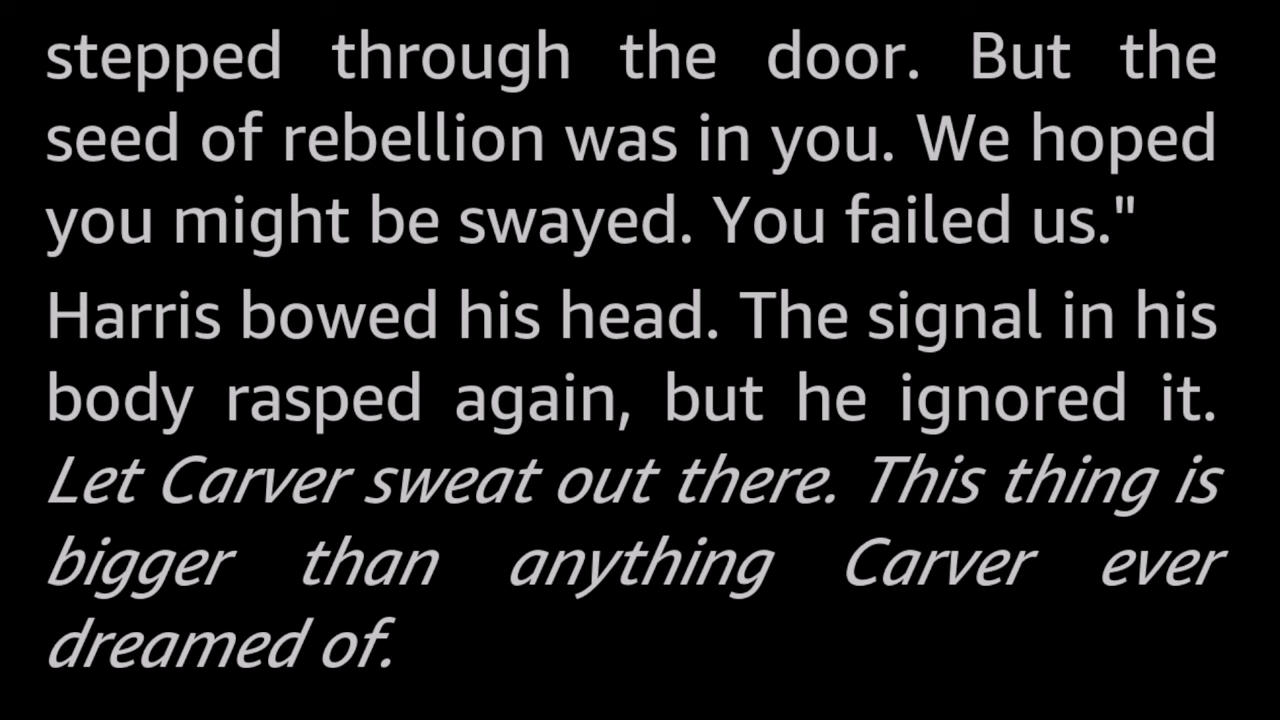 stepped through the door. But the
seed of rebellion was in you. We hoped
you might be swayed. You failed us."
Harris bowed his head. The signal in his
body rasped again, but he ignored it.
Let Carver sweat out there. This thing is
bigger than anything Carver ever
dreamed of.